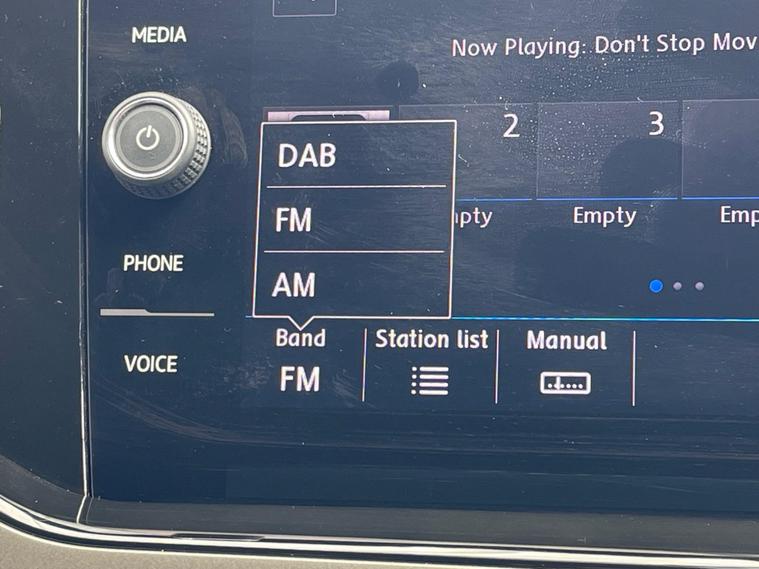 MEDIA
Now Playing: Don't Stop Mov
2
3
DAB
FM
AM
mpty
Empty
Emp
PHONE
VOICE
Band
FM
Station list
Manual